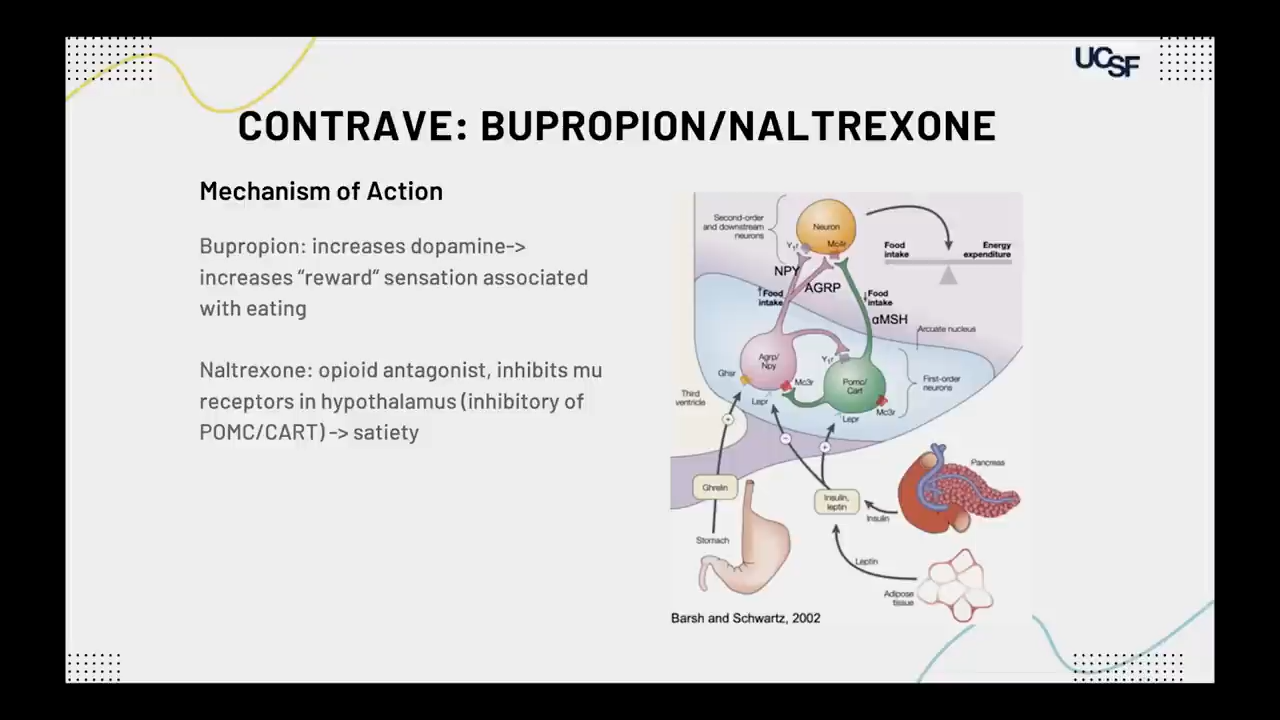 UCSF
CONTRAVE: BUPROPION/NALTREXONE
Mechanism of Action
Bupropion: increases dopamine->
increases “reward“ sensation associated
with eating
Naltrexone: opioid antagonist, inhibits mu
receptors in hypothalamus (inhibitory of
POMC/CART) -> satiety
Second-order
and downstream
neurons
Neuron
Y1r
Mc4r
Food
intake
Energy
expenditure
NPY
AGRP
↑Food
intake
↓Food
intake
αMSH
Arcuate nucleus
Agrp/
Npy
Y1r
Ghsr
Mc3r
Pomc/
Cart
First-order
neurons
Third
ventricle
Lepr
Mc3r
Lepr
+
−
+
Pancreas
Ghrelin
Insulin,
leptin
Insulin
Stomach
Leptin
Adipose
tissue
Barsh and Schwartz, 2002